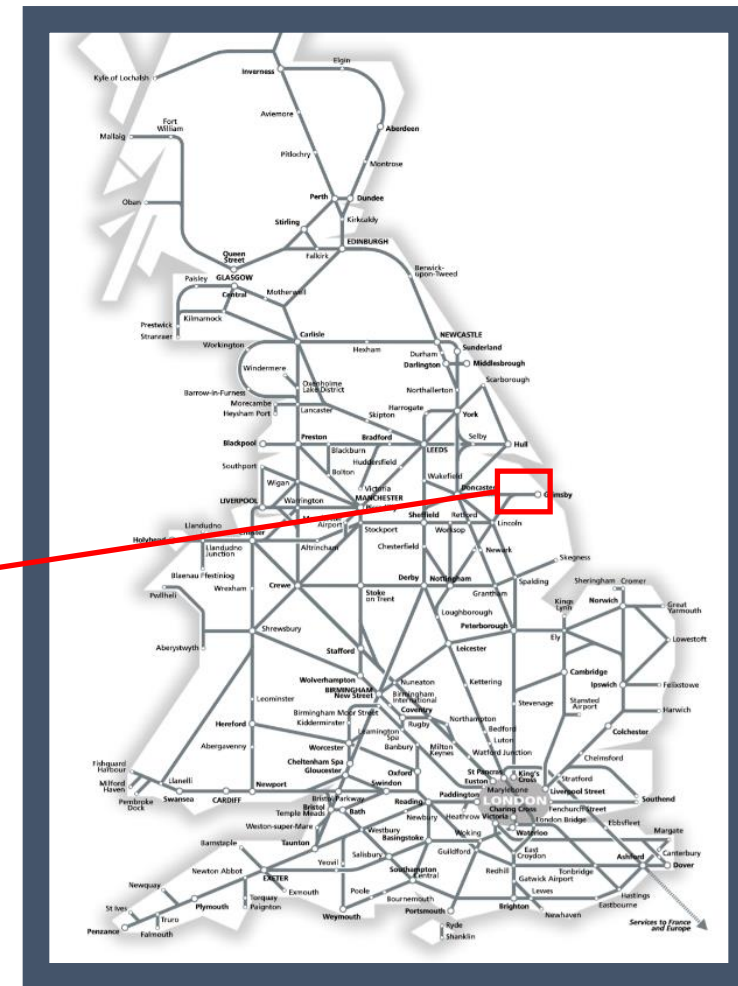 Elgin
Kyle of Lochalsh
Inverness
Aviemore
Fort
William
Mallaig
Aberdeen
Pitlochry
Montrose
Perth
Dundee
Oban
Stirling
Kirkcaldy
EDINBURGH
Queen
Street
Falkirk
GLASGOW
Berwick-
upon-Tweed
Paisley
Central
Motherwell
Prestwick
Kilmarnock
Stranraer
Carlisle
NEWCASTLE
Workington
Hexham
Sunderland
Durham
Darlington
Middlesbrough
Windermere
Oxenholme
Lake District
Scarborough
Northallerton
Barrow-in-Furness
Morecambe
Lancaster
Harrogate
York
Heysham Port
Skipton
Blackpool
Preston
Bradford
LEEDS
Selby
Hull
Blackburn
Southport
Bolton
Huddersfield
Wakefield
Wigan
Victoria
Doncaster
Grimsby
LIVERPOOL
Warrington
MANCHESTER
Sheffield
Retford
Lincoln
Llandudno
Airport
Stockport
Worksop
Holyhead
Llandudno
Junction
Altrincham
Chesterfield
Newark
Skegness
Blaenau Ffestiniog
Wrexham
Crewe
Stoke
on Trent
Derby
Nottingham
Grantham
Spalding
Sheringham
Cromer
Pwllheli
Kings
Lynn
Norwich
Great
Yarmouth
Loughborough
Peterborough
Shrewsbury
Ely
Lowestoft
Aberystwyth
Stafford
Leicester
Wolverhampton
Nuneaton
Kettering
Cambridge
BIRMINGHAM
New Street
Birmingham
International
Ipswich
Felixstowe
Leominster
Coventry
Stevenage
Stansted
Airport
Harwich
Birmingham Moor Street
Kidderminster
Rugby
Northampton
Hereford
Leamington
Spa
Bedford
Colchester
Abergavenny
Worcester
Banbury
Milton
Keynes
Luton
Watford Junction
Chelmsford
Fishguard
Harbour
Cheltenham Spa
Gloucester
Oxford
St Pancras
Euston
King's
Cross
Stratford
Milford
Haven
Llanelli
Newport
Swindon
Marylebone
Liverpool Street
Pembroke
Dock
Swansea
CARDIFF
Bristol Parkway
Reading
Paddington
LONDON
Fenchurch Street
Southend
Bristol
Temple Meads
Bath
Newbury
Heathrow
Victoria
Charing Cross
London Bridge
Ebbsfleet
Weston-super-Mare
Westbury
Basingstoke
Woking
Waterloo
Margate
Barnstaple
Taunton
Salisbury
Guildford
East
Croydon
Canterbury
Newton Abbot
Yeovil
Southampton
Central
Redhill
Tonbridge
Ashford
Dover
EXETER
Gatwick Airport
Newquay
Exmouth
Poole
Lewes
Hastings
St Ives
Plymouth
Torquay
Paignton
Bournemouth
Eastbourne
Truro
Weymouth
Portsmouth
Brighton
Newhaven
Penzance
Falmouth
Ryde
Shanklin
Services to France
and Europe